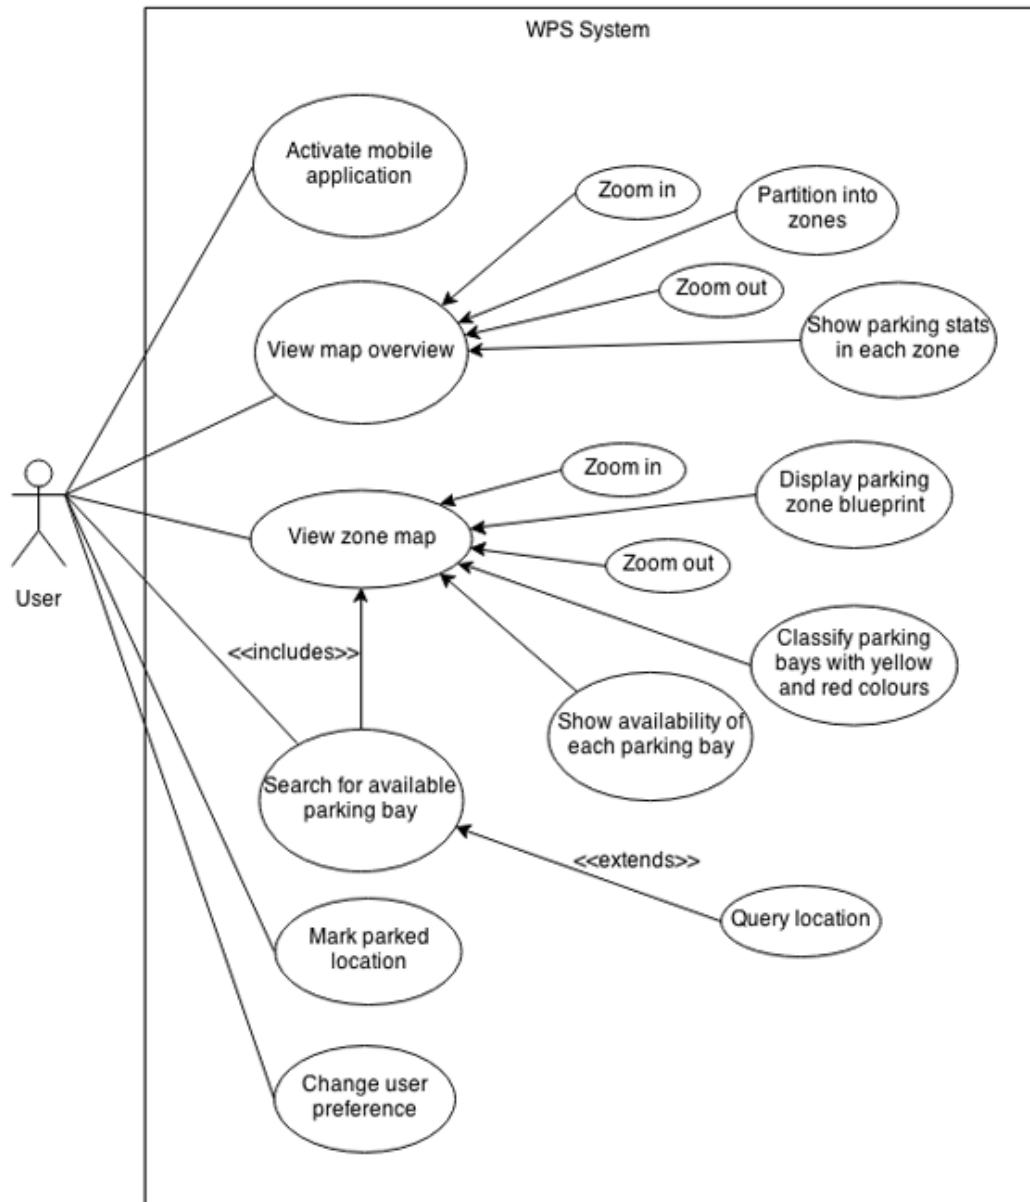 WPS System
Activate mobile
application
Zoom in
Partition into
zones
Zoom out
View map overview
Show parking stats
in each zone
Zoom in
Display parking
zone blueprint
View zone map
Zoom out
User
<<includes>>
Classify parking
bays with yellow
and red colours
Show availability of
each parking bay
Search for available
parking bay
<<extends>>
Query location
Mark parked
location
Change user
preference